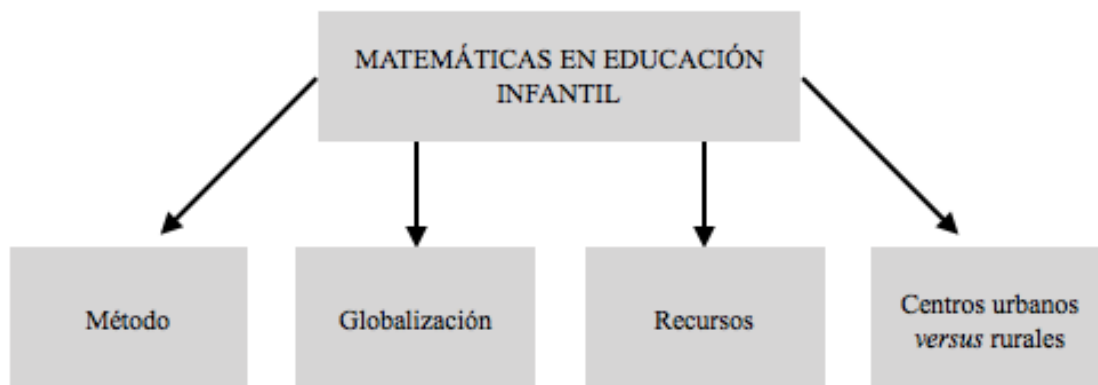 MATEMÁTICAS EN EDUCACIÓN
INFANTIL
Método
Globalización
Recursos
Centros urbanos
versus rurales